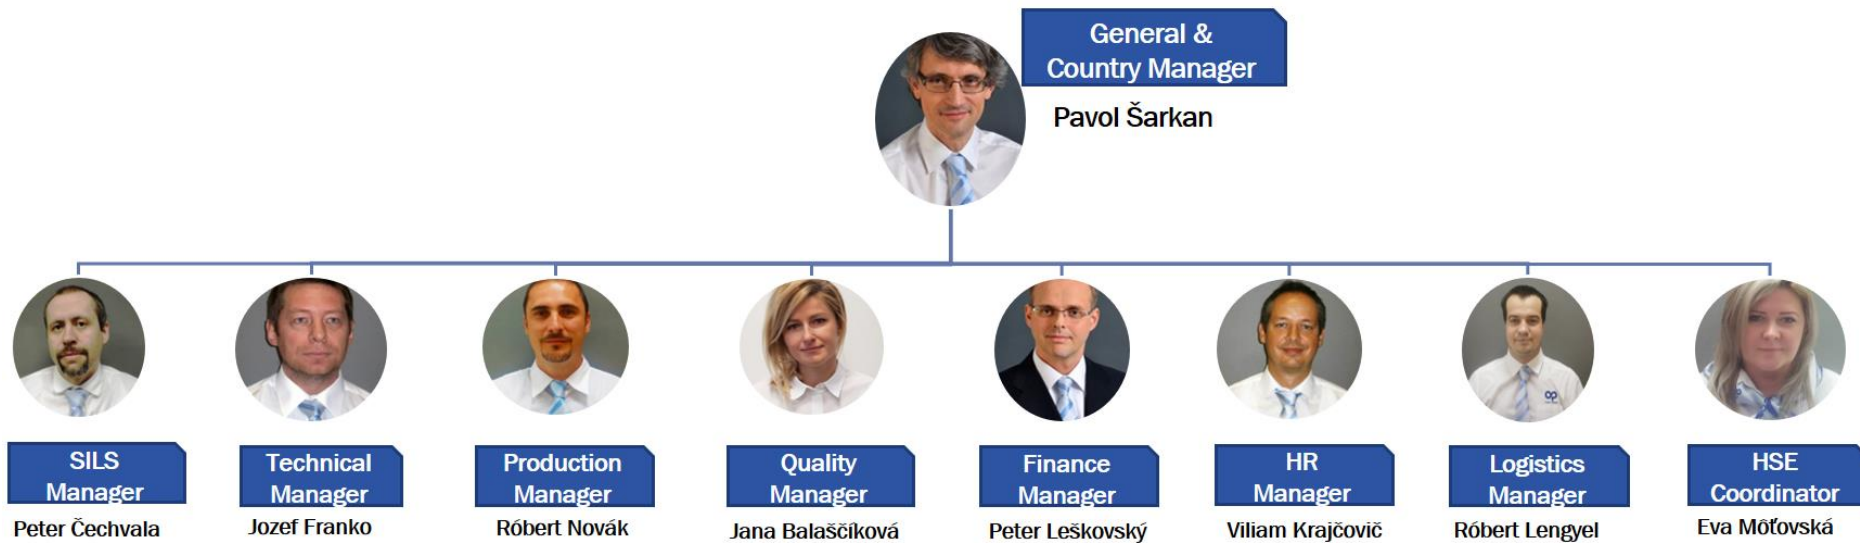 General &
Country Manager
Pavol Šarkan
SILS
Manager
Peter Čechvala
Technical
Manager
Jozef Franko
Production
Manager
Róbert Novák
Quality
Manager
Jana Balaščíková
Finance
Manager
Peter Leškovský
HR
Manager
Viliam Krajčovič
Logistics
Manager
Róbert Lengyel
HSE
Coordinator
Eva Môťovská